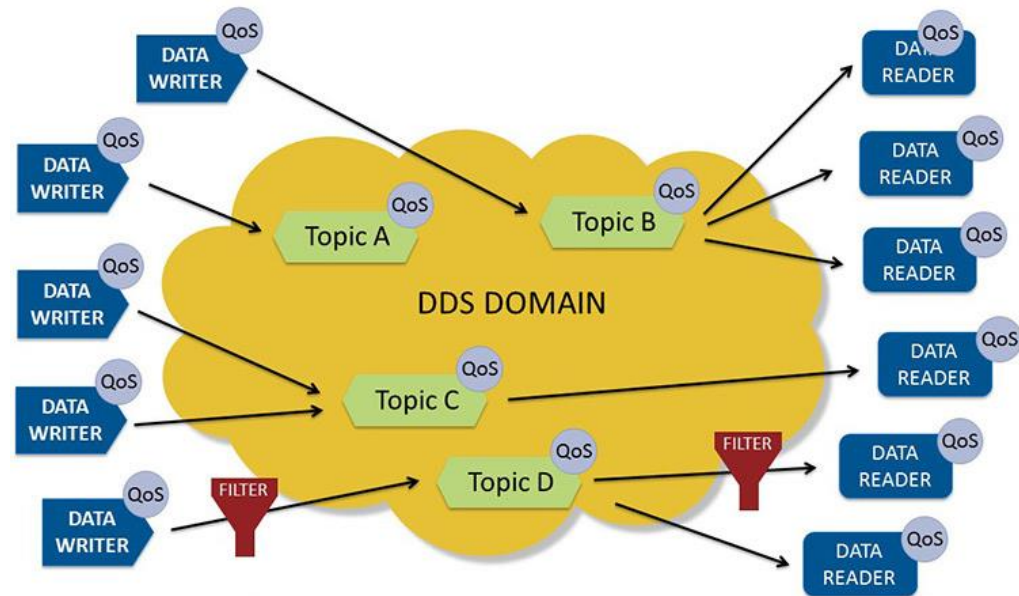 QoS
DATA
WRITER
QoS
DATA
READER
QoS
DATA
WRITER
QoS
DATA
READER
QoS
Topic A
QoS
Topic B
QoS
DATA
READER
QoS
DATA
WRITER
DDS DOMAIN
QoS
DATA
READER
QoS
DATA
WRITER
QoS
Topic C
QoS
DATA
READER
QoS
DATA
WRITER
FILTER
QoS
Topic D
FILTER
QoS
DATA
READER